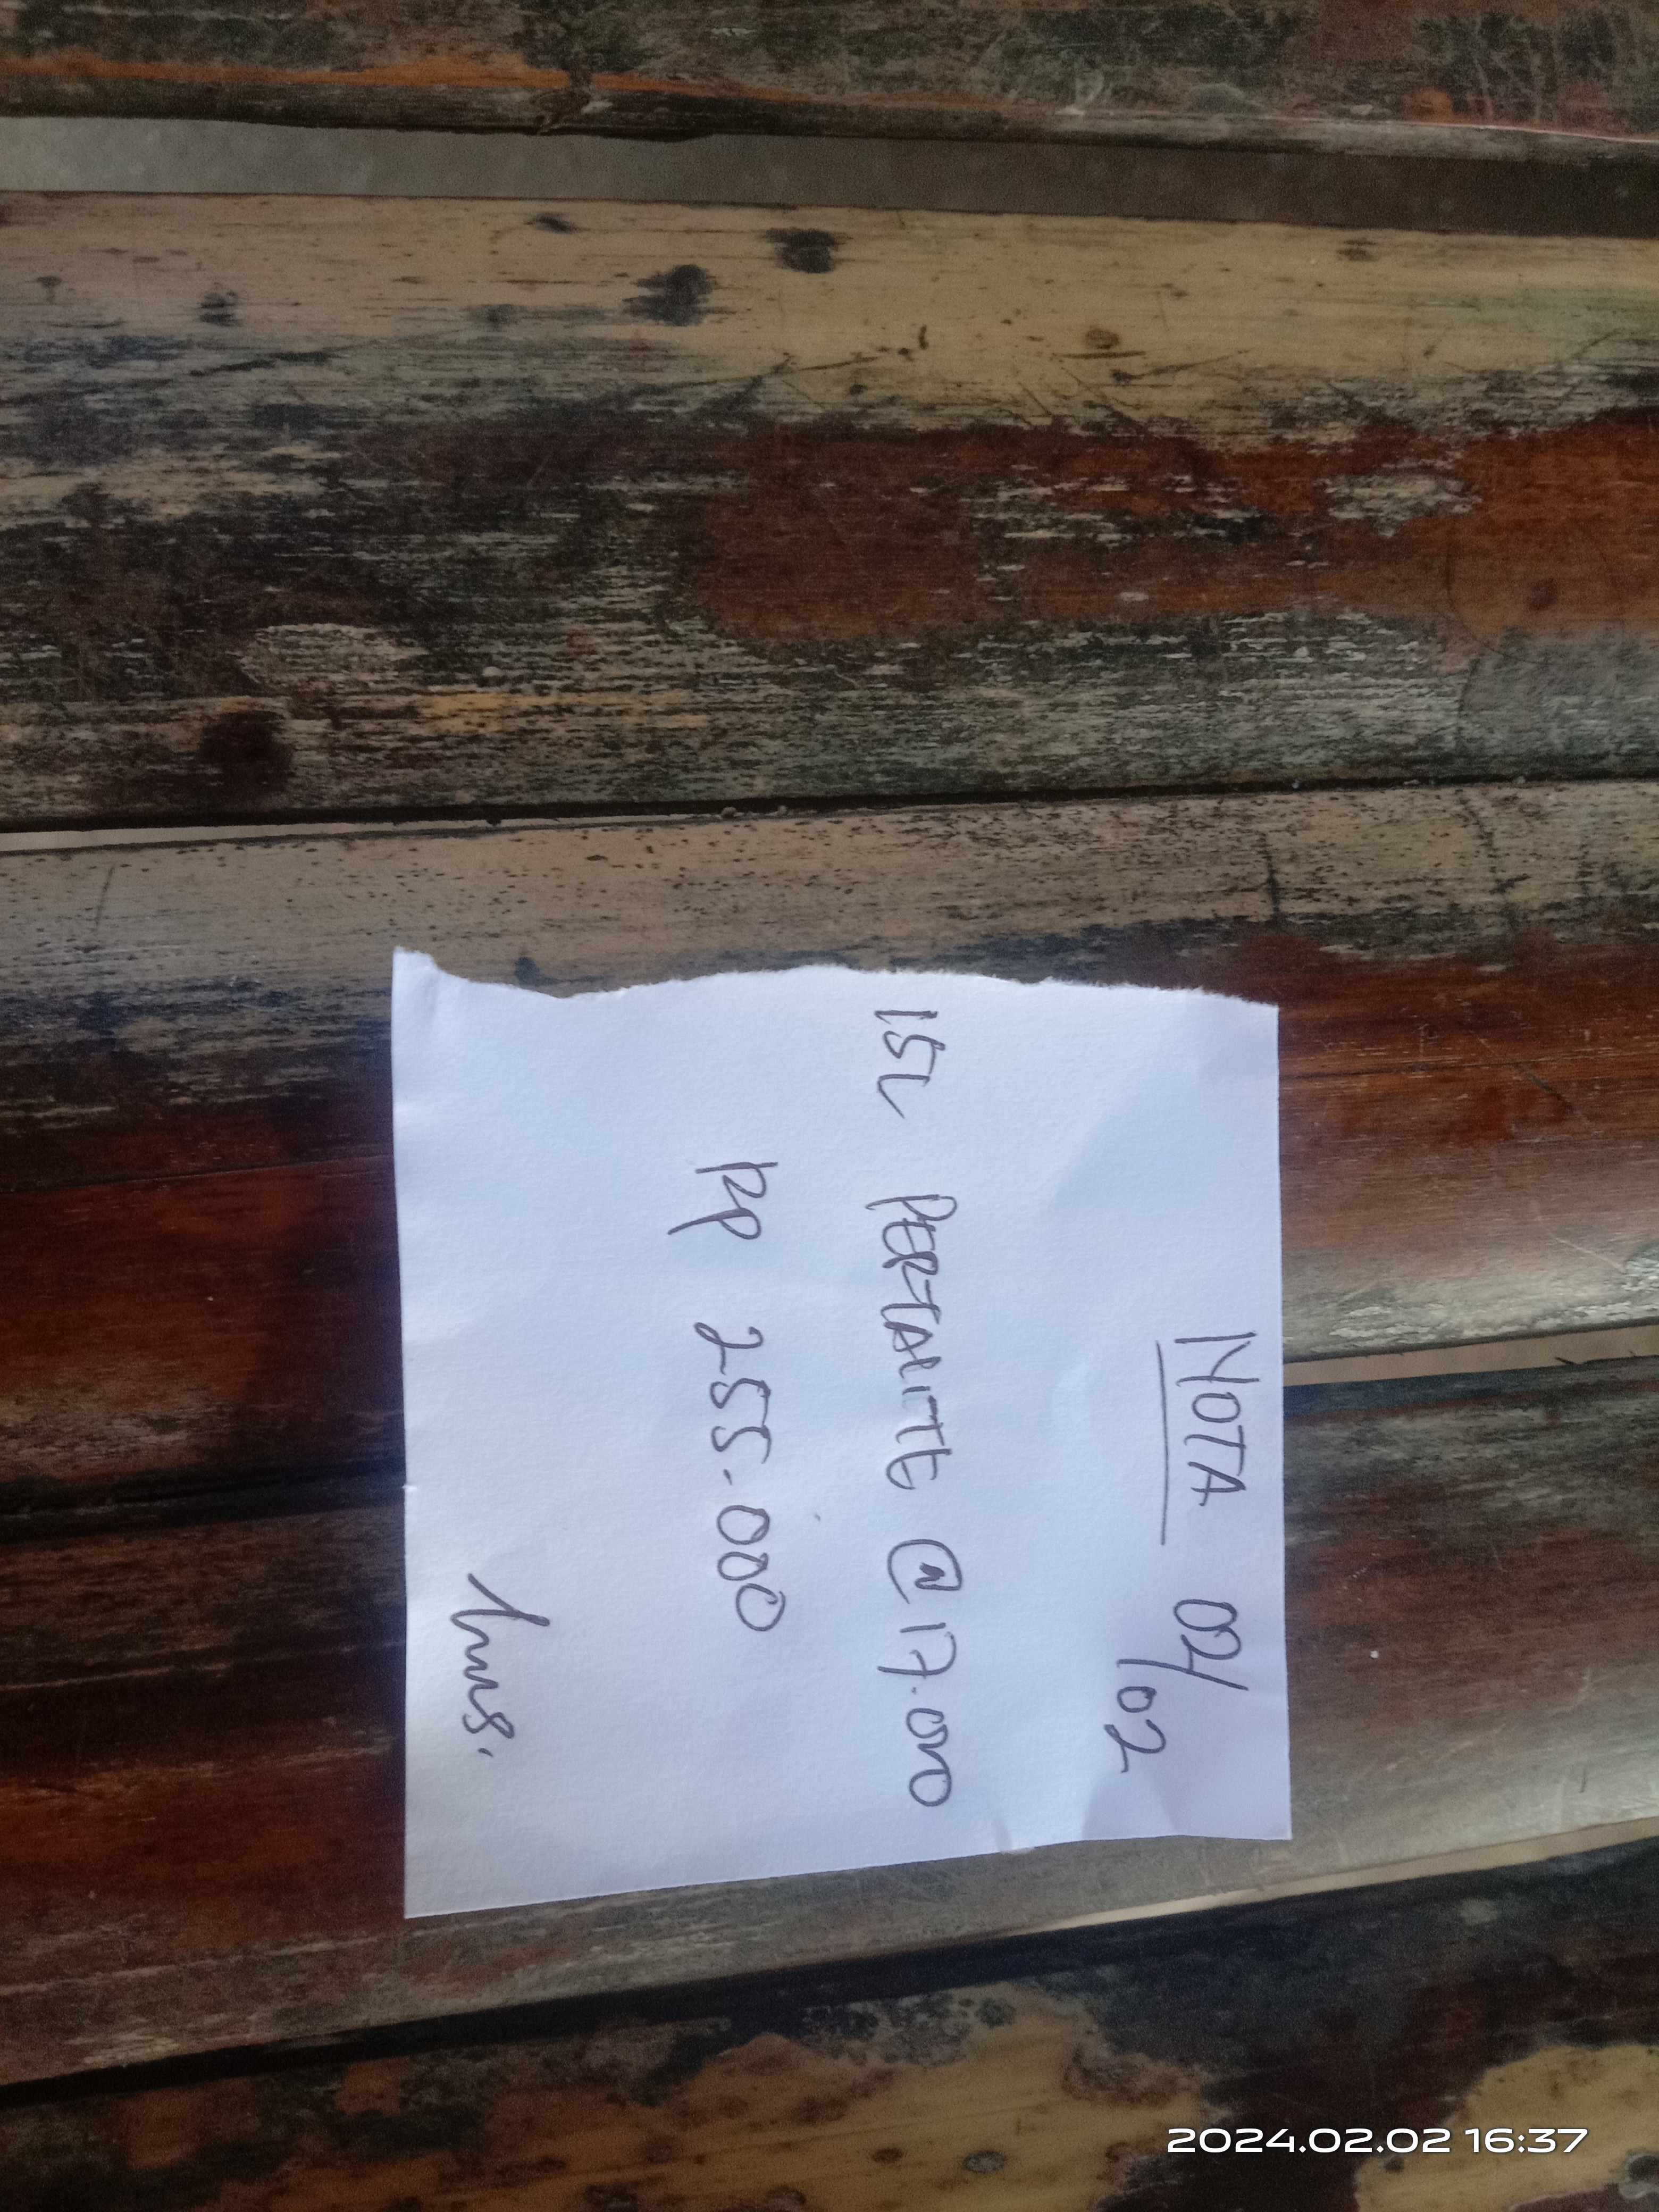 NOTA 02/02
15L PERTALITE @ 17.000
Rp 255.000
2024.02.02 16:37